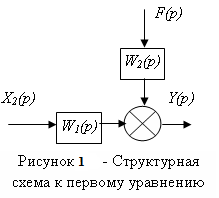 F(p)
W₂(p)
X₂(p)
Y(p)
W₁(p)
Рисунок 1 - Структурная
схема к первому уравнению